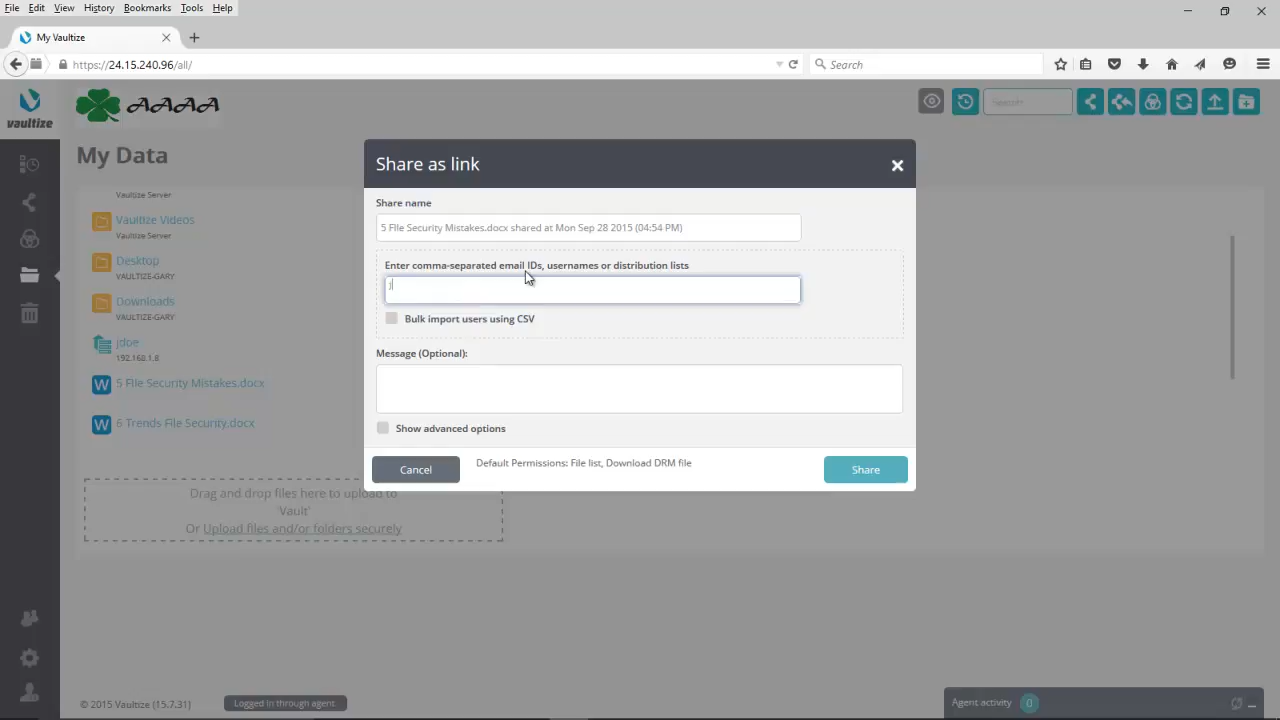 File Edit View History Bookmarks Tools Help
My Vaultize
https://24.15.240.96/all/
Search
vaultize
AAAA
Search
My Data
Vaultize Server
Vaultize Videos
Vaultize Server
Desktop
VAULTIZE-GARY
Downloads
VAULTIZE-GARY
jdoe
192.168.1.8
5 File Security Mistakes.docx
6 Trends File Security.docx
Drag and drop files here to upload to
'Vault'
Or Upload files and/or folders securely
Share as link
Share name
5 File Security Mistakes.docx shared at Mon Sep 28 2015 (04:54 PM)
Enter comma-separated email IDs, usernames or distribution lists
j
Bulk import users using CSV
Message (Optional):
Show advanced options
Cancel
Default Permissions: File list, Download DRM file
Share
© 2015 Vaultize (15.7.31)
Logged in through agent.
Agent activity 0